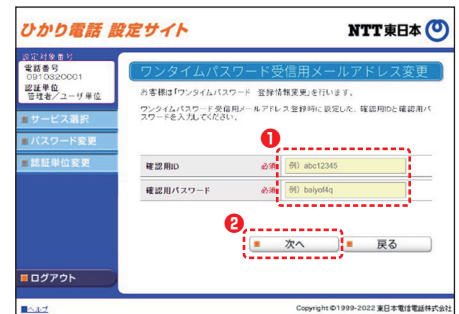 ひかり電話 設定サイト
NTT東日本
設定対象番号
電話番号
0910320001
認証単位
管理者/ユーザ単位
サービス選択
パスワード変更
認証単位変更
ログアウト
ワンタイムパスワード受信用メールアドレス変更
お客様は「ワンタイムパスワード 登録情報変更」を行います。
ワンタイムパスワード受信用メールアドレス登録時に設定した、確認用IDと確認用パ
スワードを入力してください。
1
確認用ID 必須 例) abc12345
確認用パスワード 必須 例) baiyof4q
2
次へ 戻る
ヘルプ
Copyright ©1999-2022 東日本電信電話株式会社